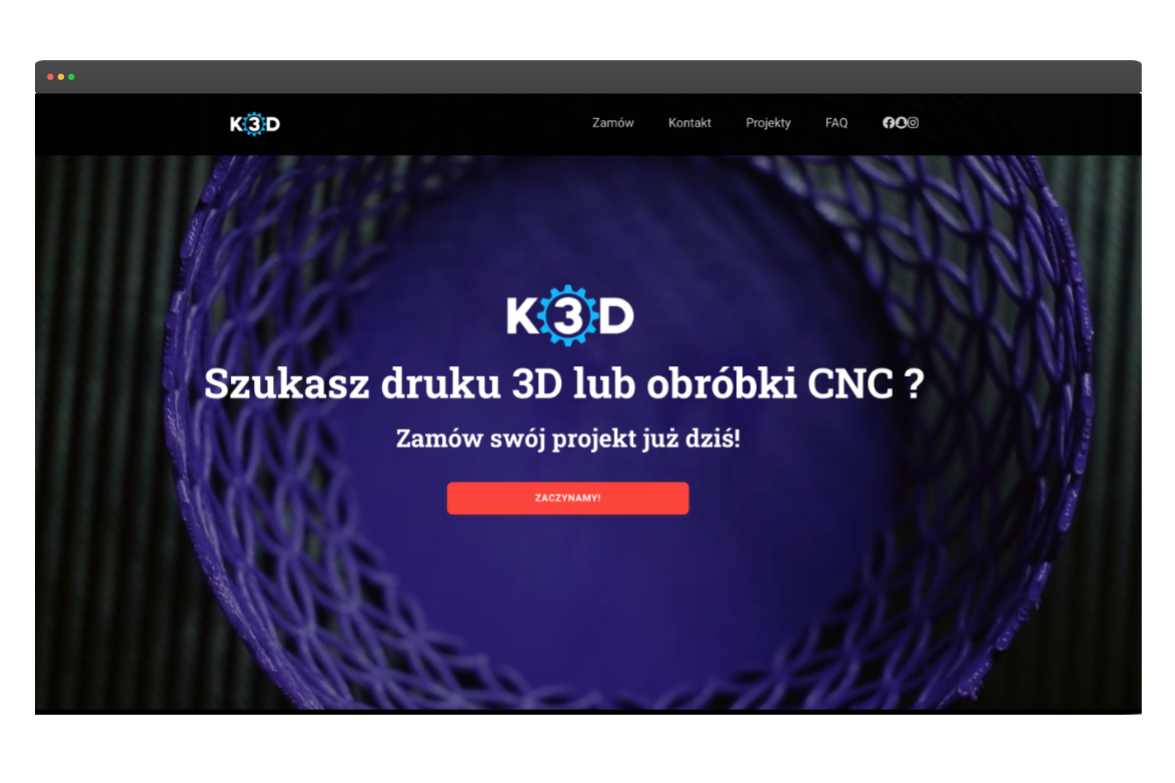 K3D
Zamów Kontakt Projekty FAQ
K3D
Szukasz druku 3D lub obróbki CNC ?
Zamów swój projekt już dziś!
ZACZYNAMY!